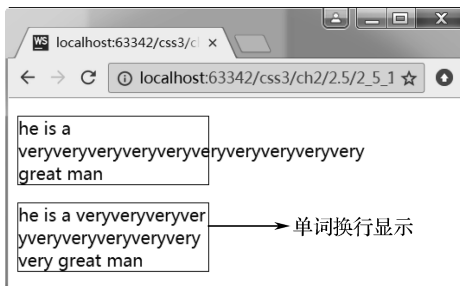 WS localhost:63342/css3/c
localhost:63342/css3/ch2/2.5/2_5_1
he is a
veryveryveryveryveryveryveryveryveryvery
great man
he is a veryveryveryver
yveryveryveryveryvery
very great man
单词换行显示